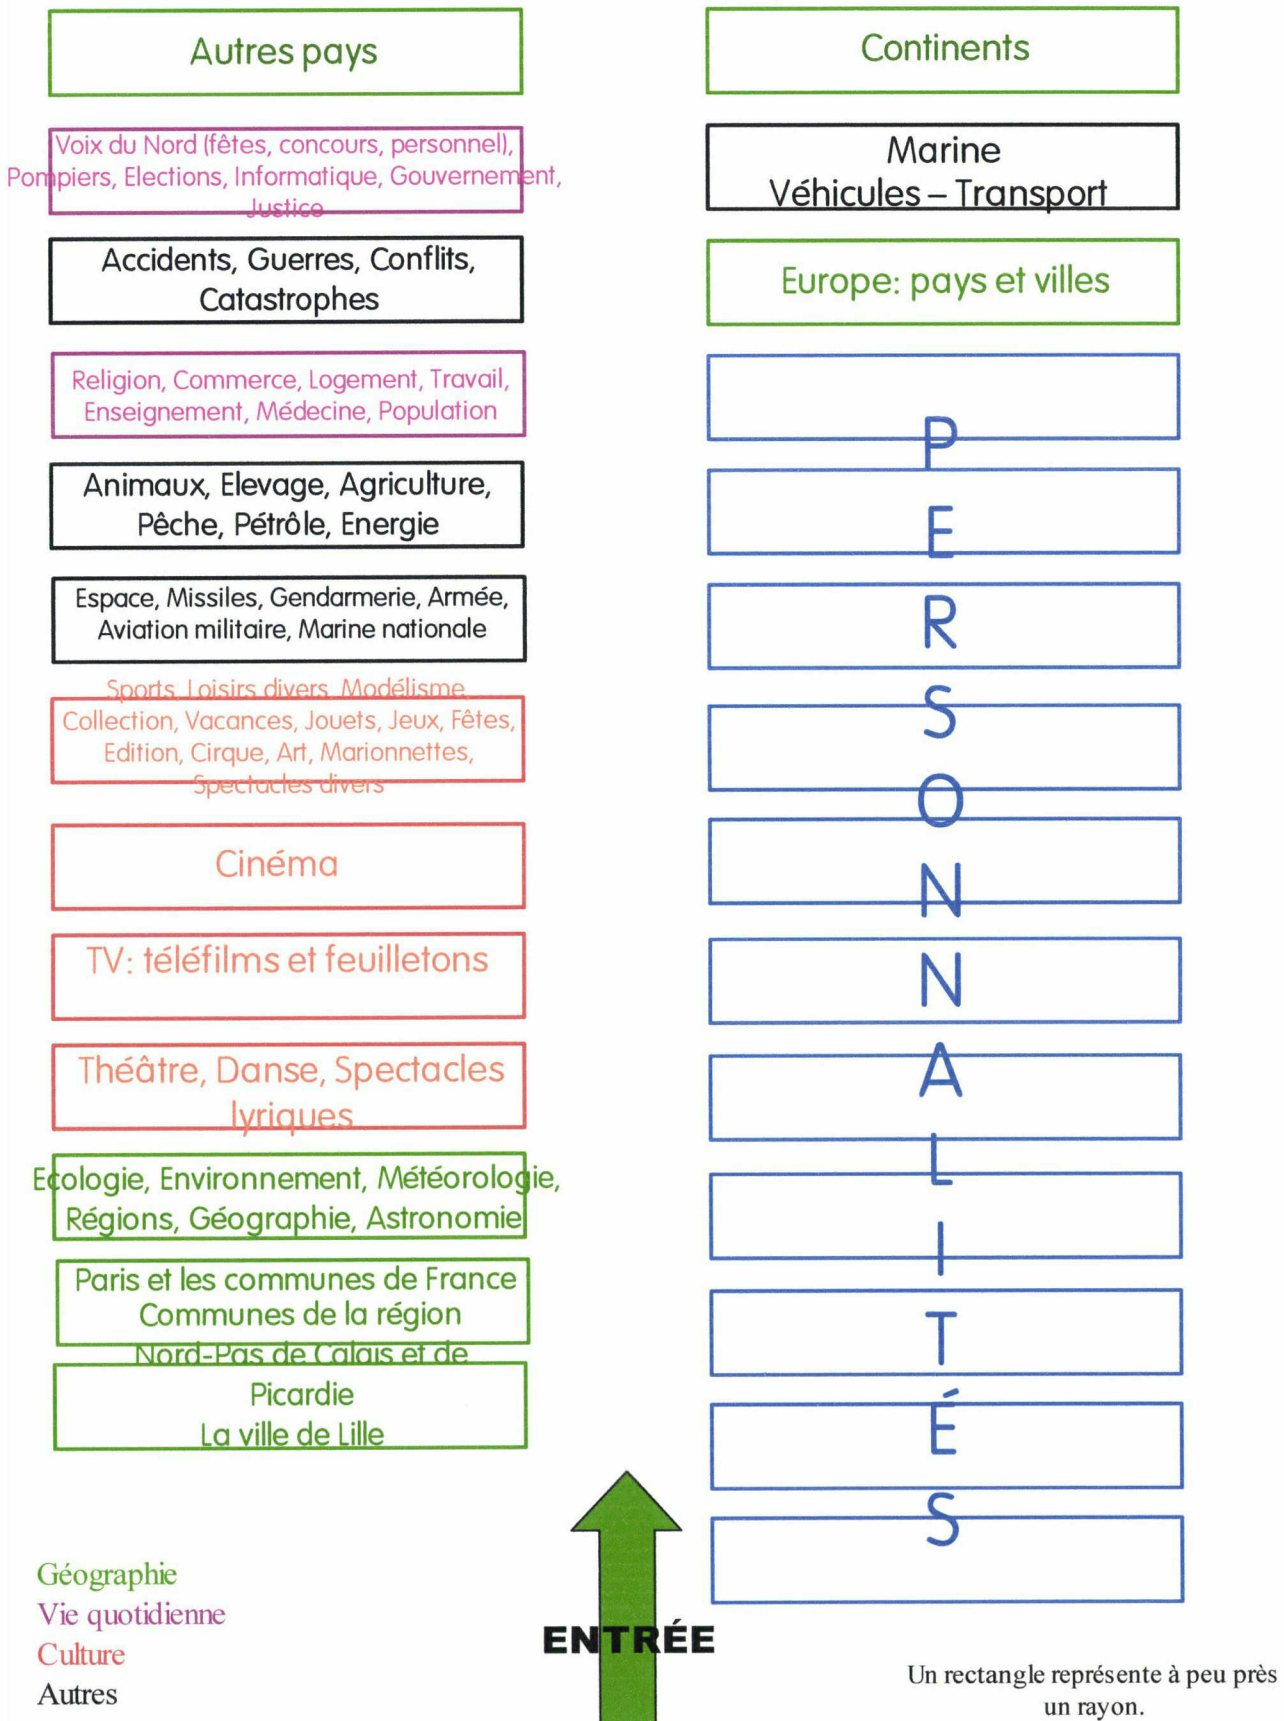 Autres pays
Voix du Nord (fêtes, concours, personnel),
Pompiers, Elections, Informatique, Gouvernement,
Justice
Accidents, Guerres, Conflits,
Catastrophes
Religion, Commerce, Logement, Travail,
Enseignement, Médecine, Population
Animaux, Elevage, Agriculture,
Pêche, Pétrôle, Energie
Espace, Missiles, Gendarmerie, Armée,
Aviation militaire, Marine nationale
Sports, Loisirs divers, Modélisme,
Collection, Vacances, Jouets, Jeux, Fêtes,
Edition, Cirque, Art, Marionnettes,
Spectacles divers
Cinéma
TV: téléfilms et feuilletons
Théâtre, Danse, Spectacles
lyriques
Ecologie, Environnement, Météorologie,
Régions, Géographie, Astronomie
Paris et les communes de France
Communes de la région
Nord-Pas de Calais et de
Picardie
La ville de Lille
Continents
Marine
Véhicules – Transport
Europe: pays et villes
P
E
R
S
O
N
N
A
L
I
T
É
S
Géographie
Vie quotidienne
Culture
Autres
ENTRÉE
Un rectangle représente à peu près
un rayon.